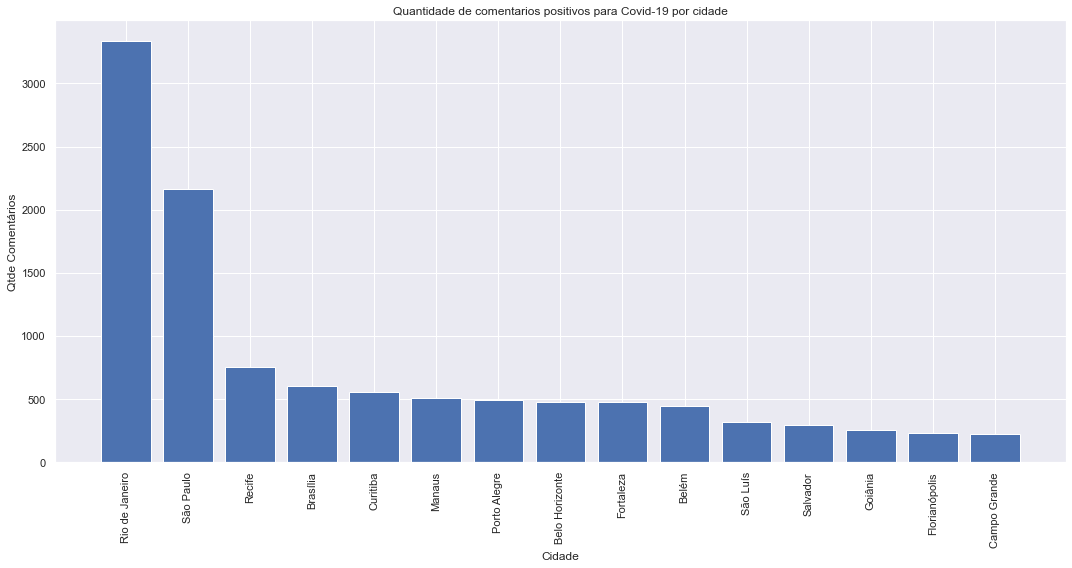 Quantidade de comentarios positivos para Covid-19 por cidade
Qtde Comentários
3000
2500
2000
1500
1000
500
0
Rio de Janeiro
São Paulo
Recife
Brasília
Curitiba
Manaus
Porto Alegre
Belo Horizonte
Fortaleza
Belém
São Luís
Salvador
Goiânia
Florianópolis
Campo Grande
Cidade